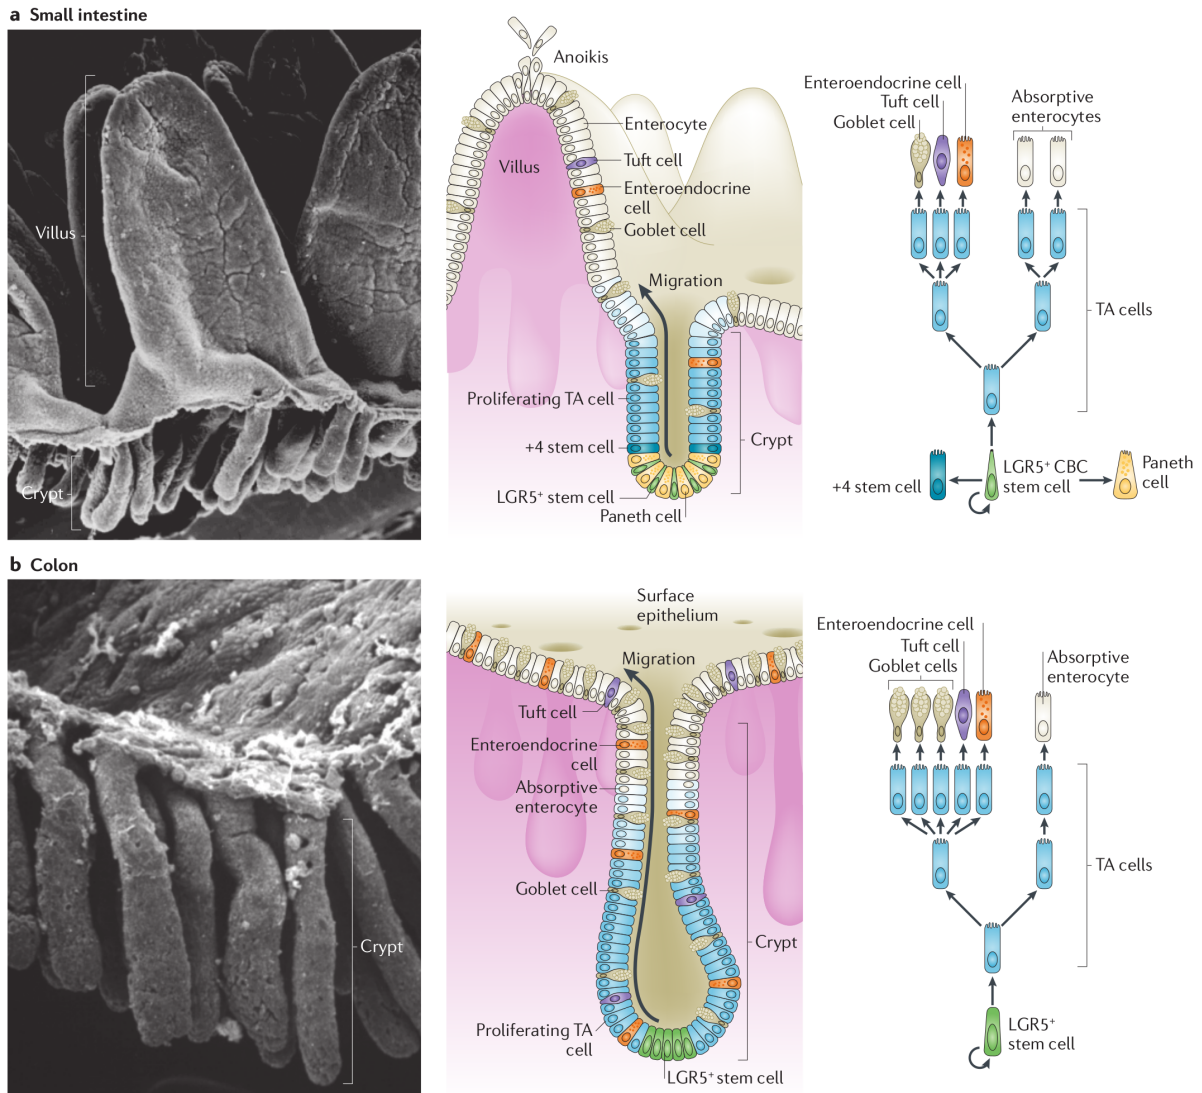 a Small intestine
Villus
Crypt
Anoikis
Enterocyte
Villus
Tuft cell
Enteroendocrine
cell
Goblet cell
Migration
Proliferating TA cell
+4 stem cell
Crypt
LGR5⁺ stem cell
Paneth cell
Enteroendocrine cell
Tuft cell
Goblet cell
Absorptive
enterocytes
TA cells
+4 stem cell
LGR5⁺ CBC
stem cell
Paneth
cell
b Colon
Crypt
Surface
epithelium
Migration
Tuft cell
Enteroendocrine
cell
Absorptive
enterocyte
Goblet cell
Crypt
Proliferating TA
cell
LGR5⁺ stem cell
Enteroendocrine cell
Tuft cell
Goblet cells
Absorptive
enterocyte
TA cells
LGR5⁺
stem cell